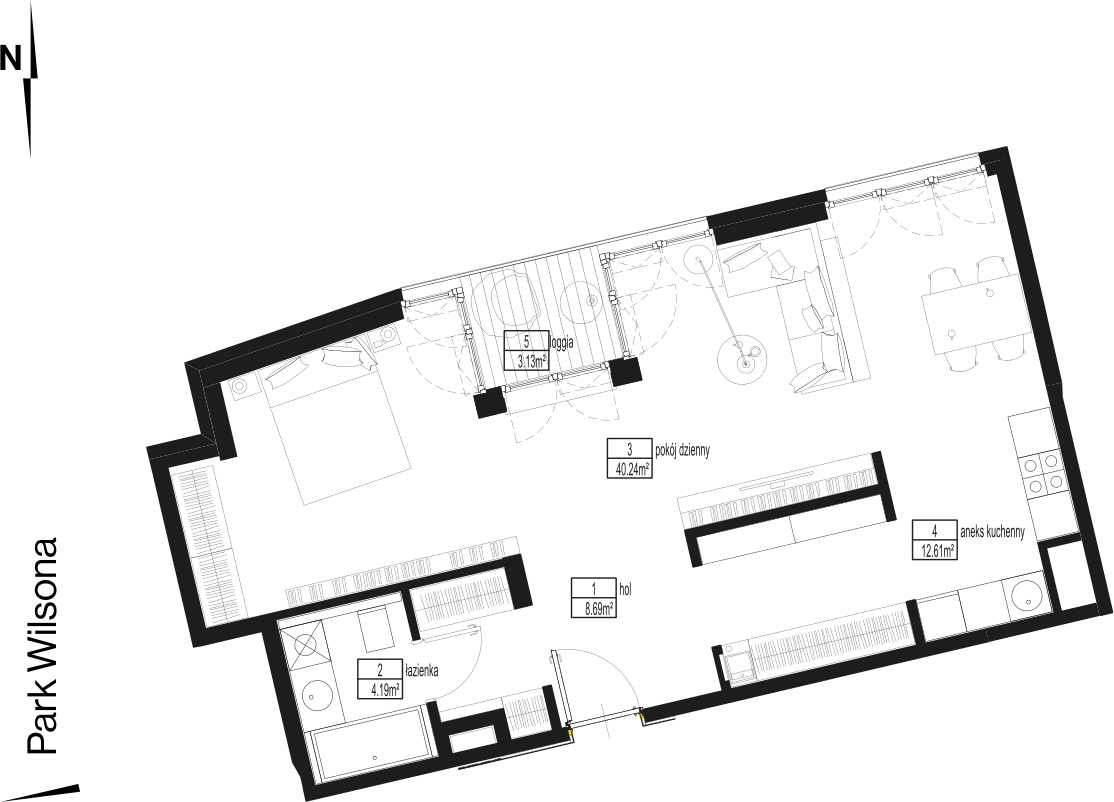 N
5 loggia
3.13m²
3 pokój dzienny
40.24m²
4 aneks kuchenny
12.61m²
1 hol
8.69m²
2 łazienka
4.19m²
Park Wilsona